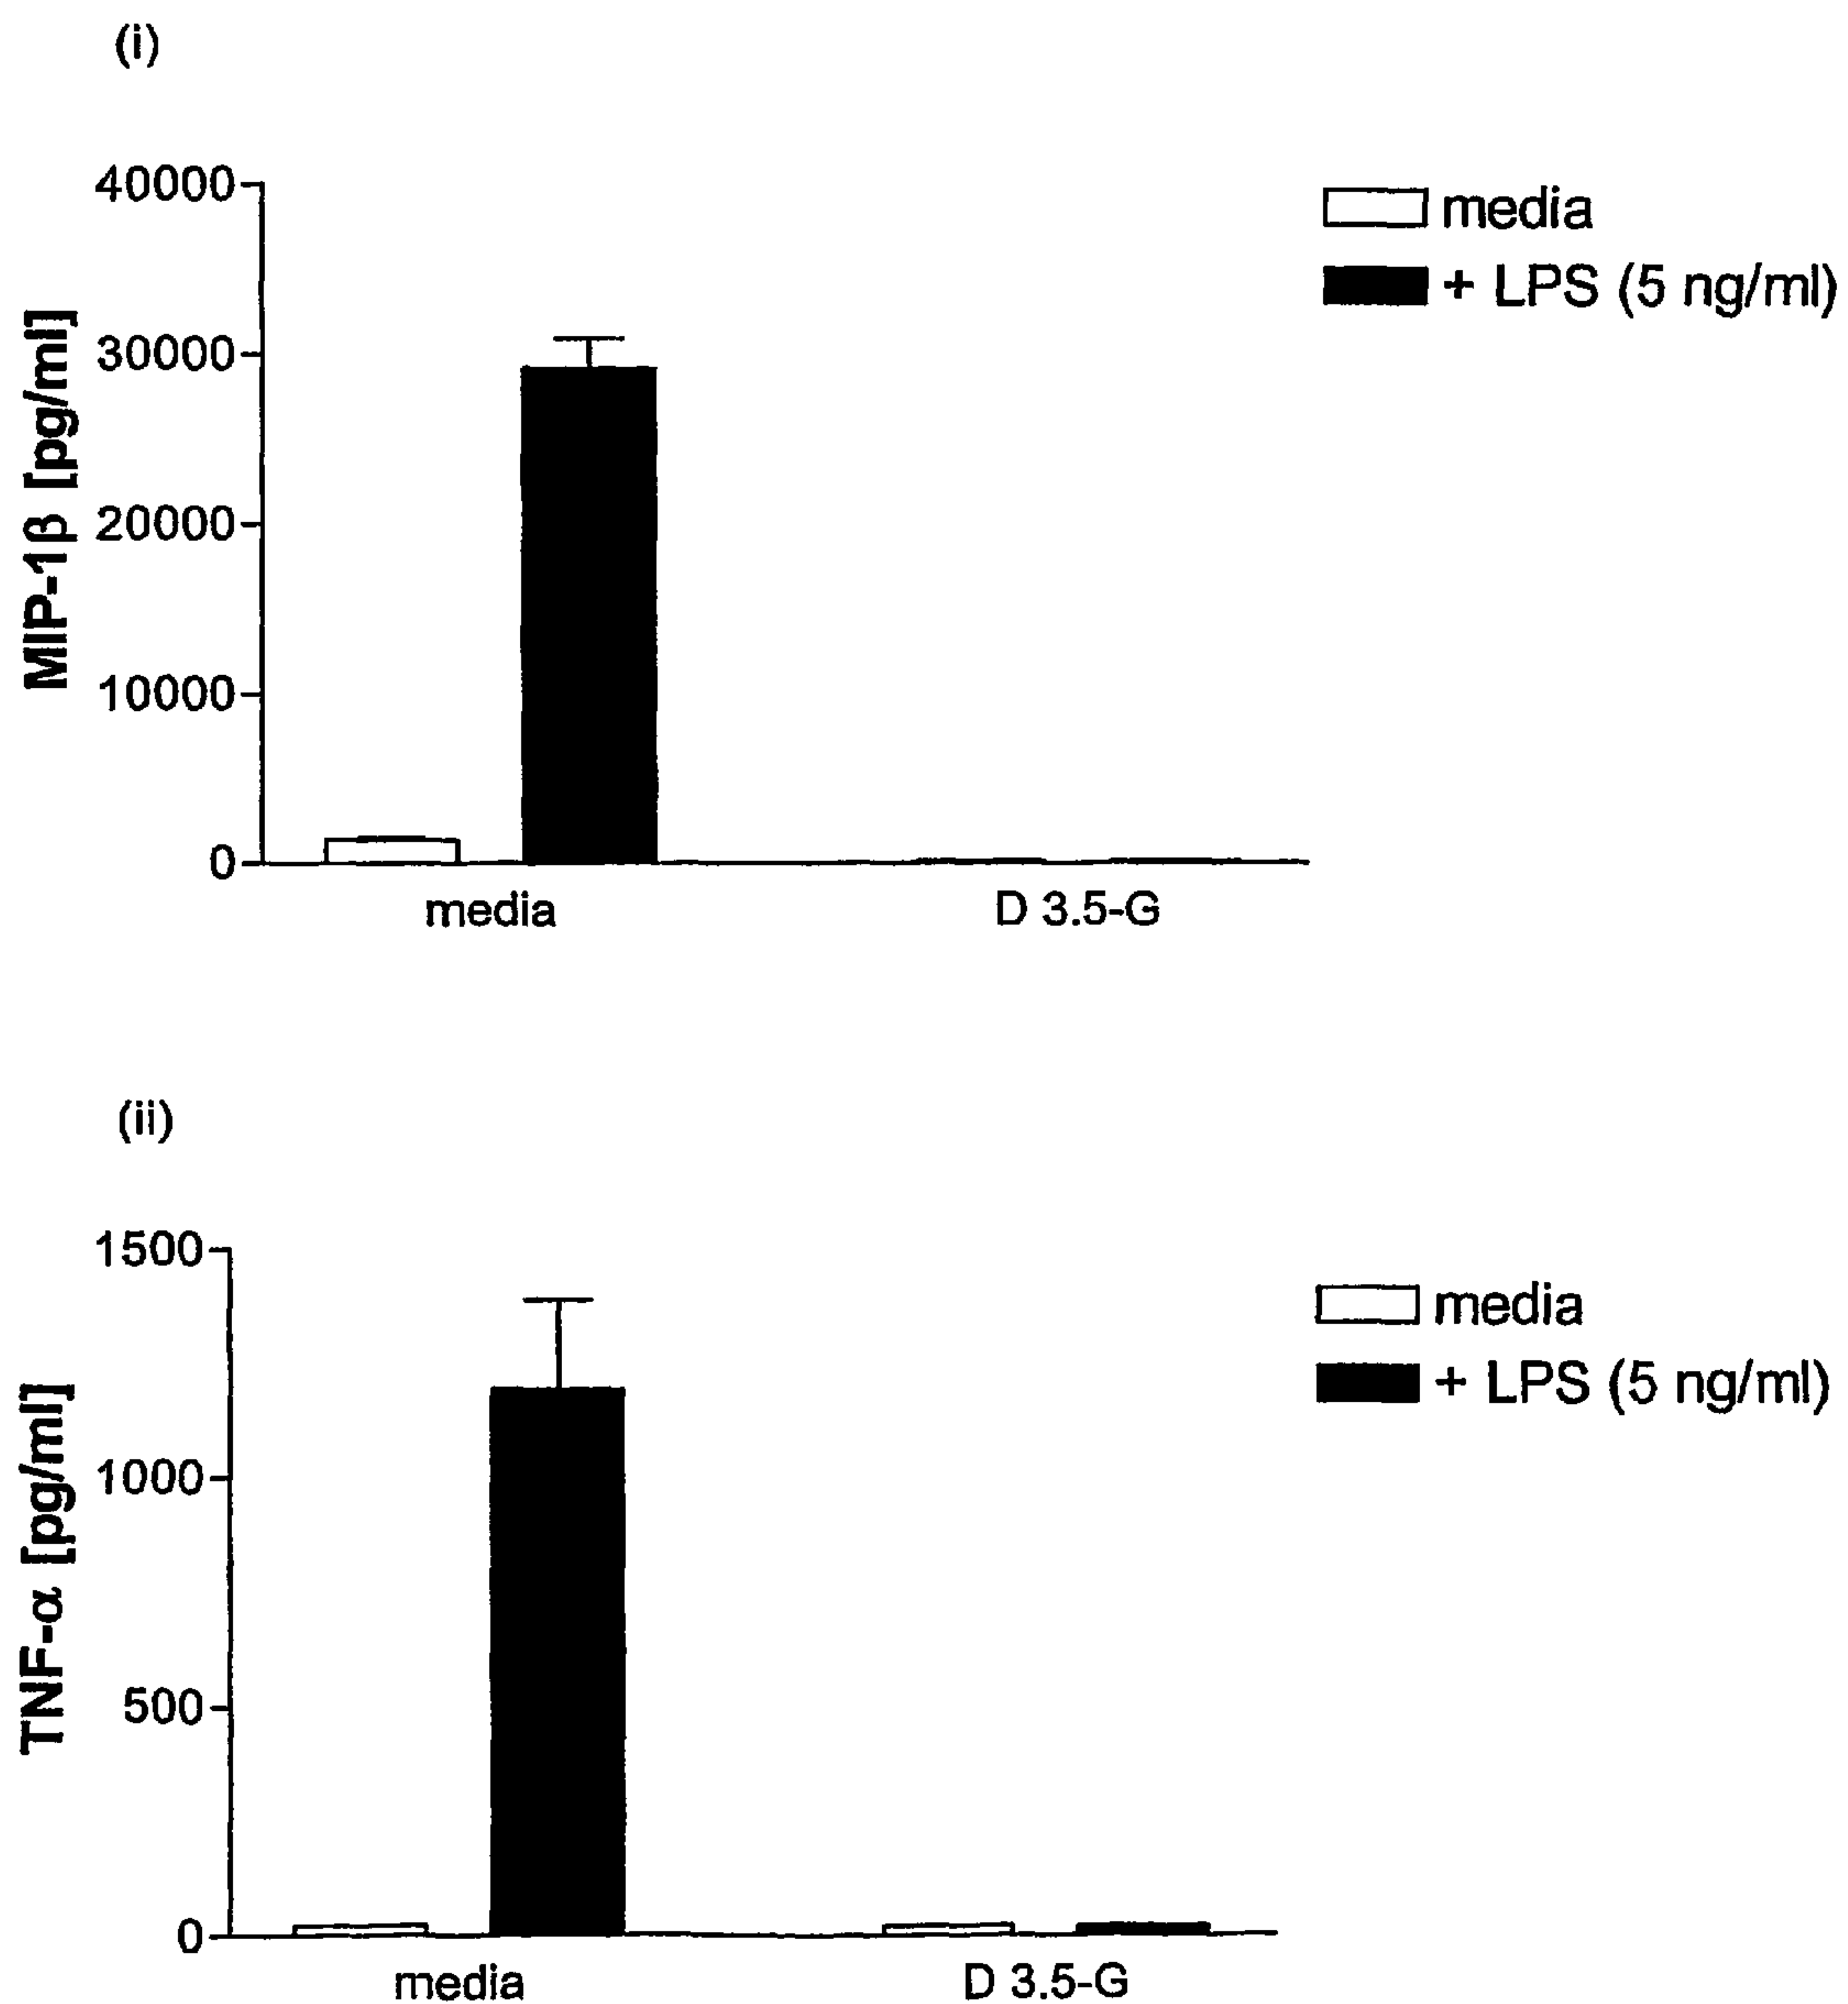 (i)
40000
30000
20000
10000
0
MIP-1β [pg/ml]
media
+ LPS (5 ng/ml)
media
D 3.5-G
(ii)
1500
1000
500
0
TNF-α [pg/ml]
media
+ LPS (5 ng/ml)
media
D 3.5-G